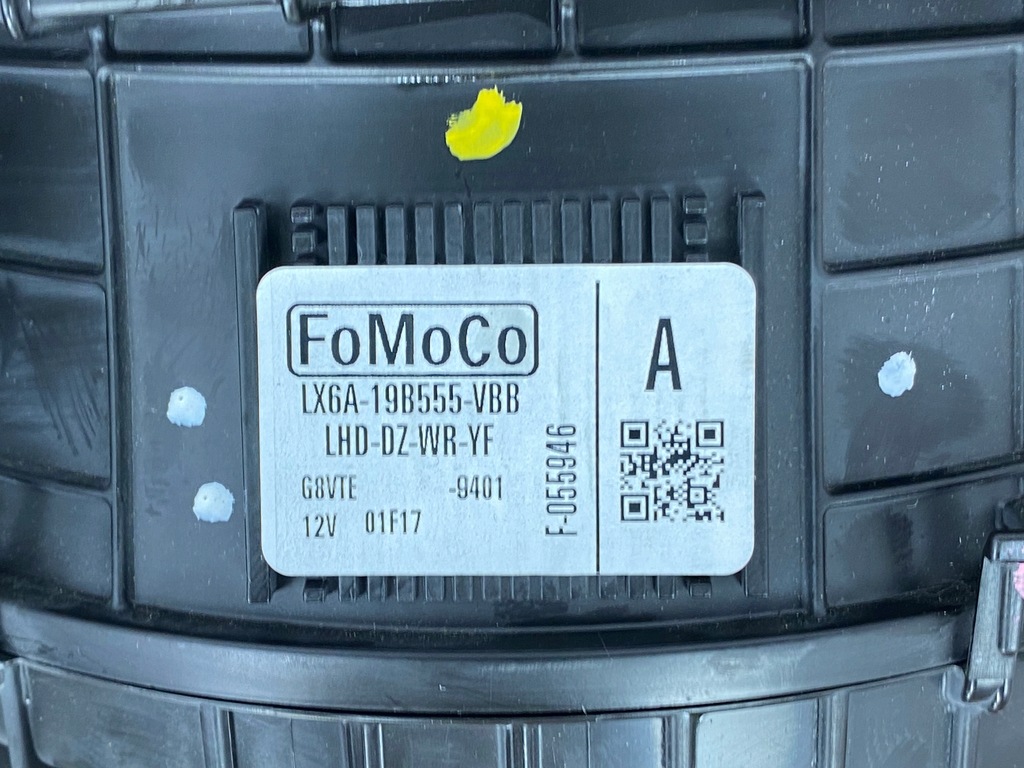 FoMoCo
LX6A-19B555-VBB
LHD-DZ-WR-YF
G8VTE -9401
12V 01F17
F-055946
A